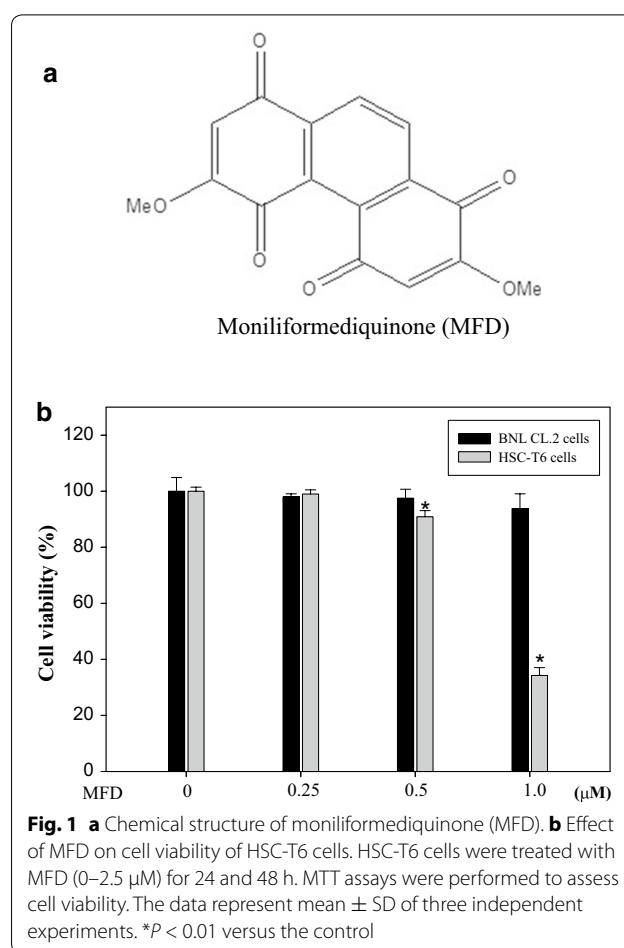 a
O
O
MeO
O
O
OMe
Moniliformediquinone (MFD)
b
120
BNL CL.2 cells
HSC-T6 cells
100
*
80
Cell viability (%)
60
40
*
20
0
MFD 0 0.25 0.5 1.0 (μM)
Fig. 1 a Chemical structure of moniliformediquinone (MFD). b Effect
of MFD on cell viability of HSC-T6 cells. HSC-T6 cells were treated with
MFD (0–2.5 μM) for 24 and 48 h. MTT assays were performed to assess
cell viability. The data represent mean ± SD of three independent
experiments. *P < 0.01 versus the control